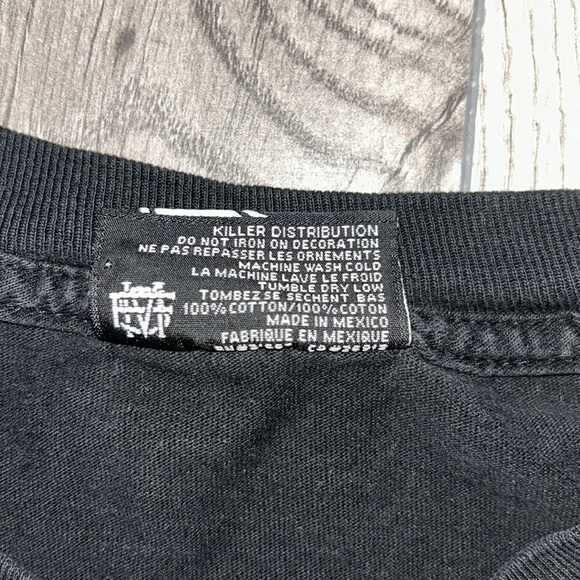 KILLER DISTRIBUTION
DO NOT IRON ON DECORATION
NE PAS REPASSER LES ORNEMENTS
MACHINE WASH COLD
LA MACHINE LAVE LE FROID
TUMBLE DRY LOW
TOMBEZ SE SECHENT BAS
100% COTTON/100% COTON
MADE IN MEXICO
FABRIQUE EN MEXIQUE